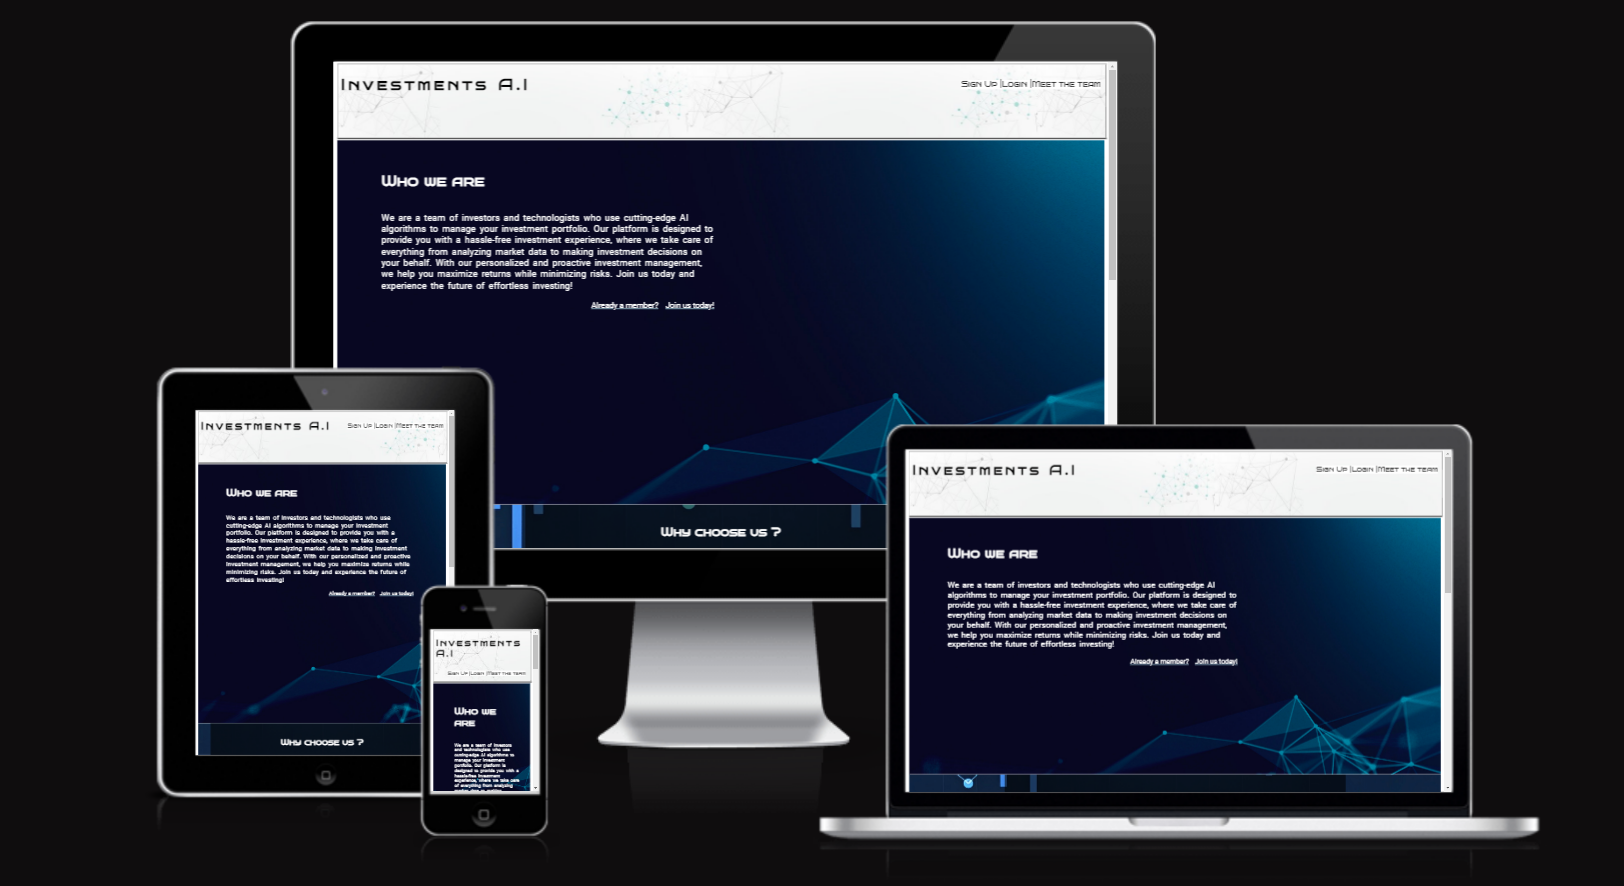 Investments A.I
Sign Up |Login |Meet the team
Who we are
We are a team of investors and technologists who use cutting-edge AI
algorithms to manage your investment portfolio. Our platform is designed to
provide you with a hassle-free investment experience, where we take care of
everything from analyzing market data to making investment decisions on
your behalf. With our personalized and proactive investment management,
we help you maximize returns while minimizing risks. Join us today and
experience the future of effortless investing!
Already a member? Join us today!
Why choose us ?
Investments A.I
Sign Up |Login |Meet the team
Who we are
We are a team of investors and technologists who use
cutting-edge AI algorithms to manage your investment
portfolio. Our platform is designed to provide you with a
hassle-free investment experience, where we take care of
everything from analyzing market data to making investment
decisions on your behalf. With our personalized and proactive
investment management, we help you maximize returns while
minimizing risks. Join us today and experience the future of
effortless investing!
Already a member? Join us today!
Why choose us ?
Investments
A.I
Sign Up |Login |Meet the team
Who we
are
We are a team of investors
and technologists who use
cutting-edge AI algorithms to
manage your investment
portfolio. Our platform is
designed to provide you with a
hassle-free investment
experience, where we take care
of everything from analyzing
Investments A.I
Sign Up |Login |Meet the team
Who we are
We are a team of investors and technologists who use cutting-edge AI
algorithms to manage your investment portfolio. Our platform is designed to
provide you with a hassle-free investment experience, where we take care of
everything from analyzing market data to making investment decisions on
your behalf. With our personalized and proactive investment management,
we help you maximize returns while minimizing risks. Join us today and
experience the future of effortless investing!
Already a member? Join us today!